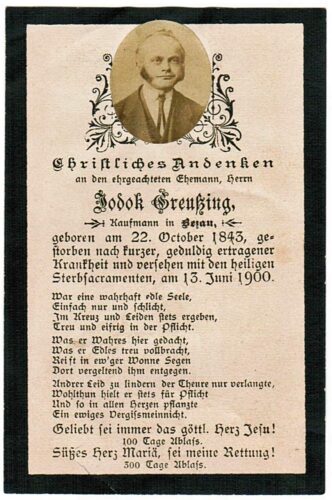 Christliches Andenken
an den ehrgeachteten Ehemann, Herrn
Jodok Greußing,
Kaufmann in Bezau,
geboren am 22. October 1843, ge-
storben nach kurzer, geduldig ertragener
Krankheit und versehen mit den heiligen
Sterbsacramenten, am 13. Juni 1900.
War eine wahrhaft edle Seele,
Einfach nur und schlicht,
Im Kreuz und Leiden stets ergeben,
Treu und eifrig in der Pflicht.
Was er Wahres hier gedacht,
Was er Edles treu vollbracht,
Reift in ew'ger Wonne Segen
Dort vergeltend ihm entgegen.
Andrer Leid zu lindern der Theure nur verlangte,
Wohlthun hielt er stets für Pflicht
Und so in aller Herzen pflanzte
Ein ewiges Vergissmeinnicht.
Geliebt sei immer das göttl. Herz Jesu!
100 Tage Ablass.
Süßes Herz Mariä, sei meine Rettung!
300 Tage Ablass.